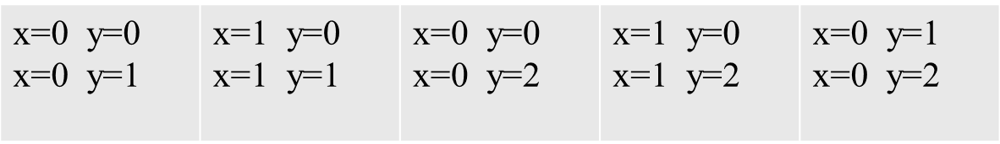 x=0 y=0
x=0 y=1
x=1 y=0
x=1 y=1
x=0 y=0
x=0 y=2
x=1 y=0
x=1 y=2
x=0 y=1
x=0 y=2